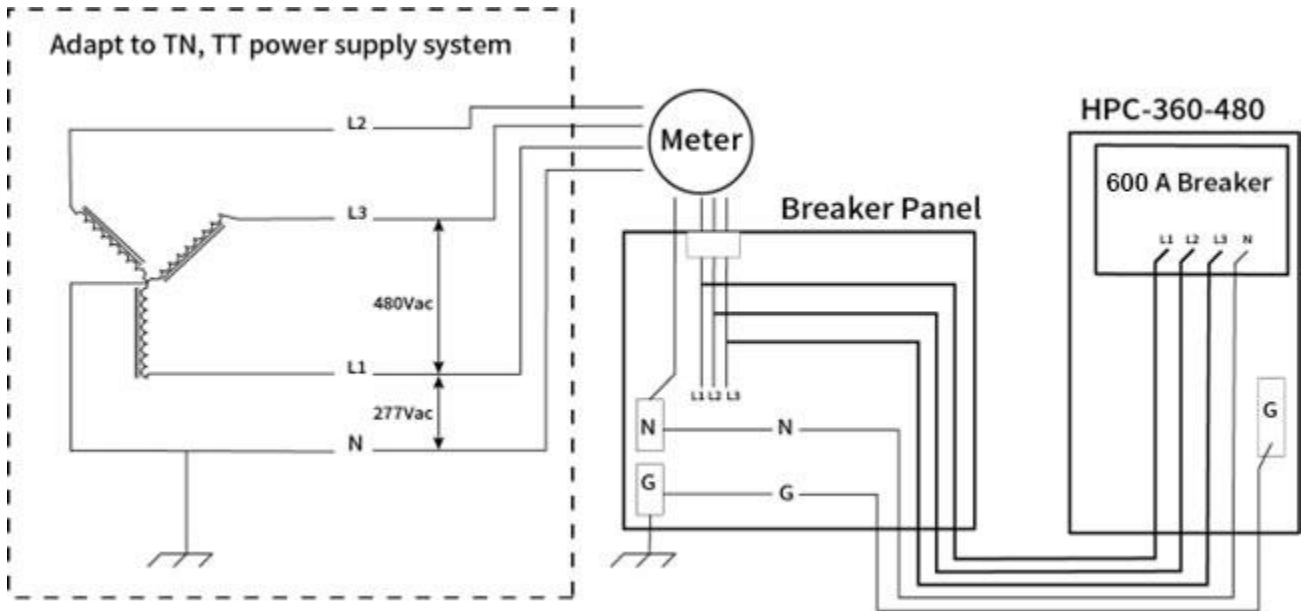 Adapt to TN, TT power supply system
L2
L3
480Vac
L1
277Vac
N
Meter
Breaker Panel
L1 L2 L3
N
N
G
G
HPC-360-480
600 A Breaker
L1 L2 L3 N
G